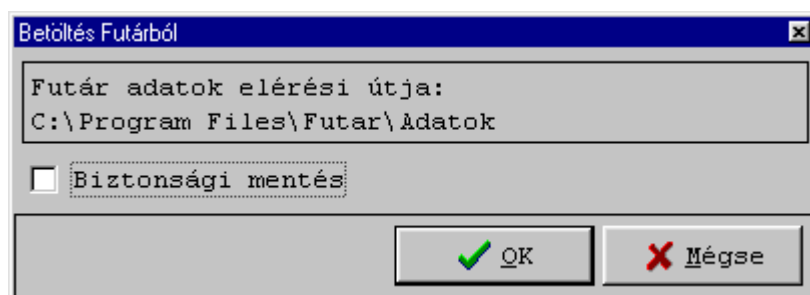 Betöltés Futárból
Futár adatok elérési útja:
C:\Program Files\Futar\Adatok
Biztonsági mentés
OK
Mégse